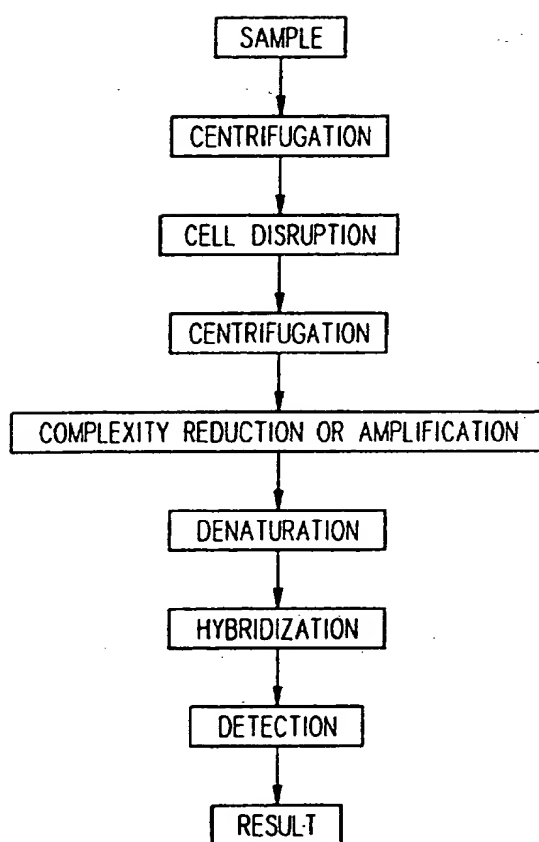 SAMPLE
CENTRIFUGATION
CELL DISRUPTION
CENTRIFUGATION
COMPLEXITY REDUCTION OR AMPLIFICATION
DENATURATION
HYBRIDIZATION
DETECTION
RESULT